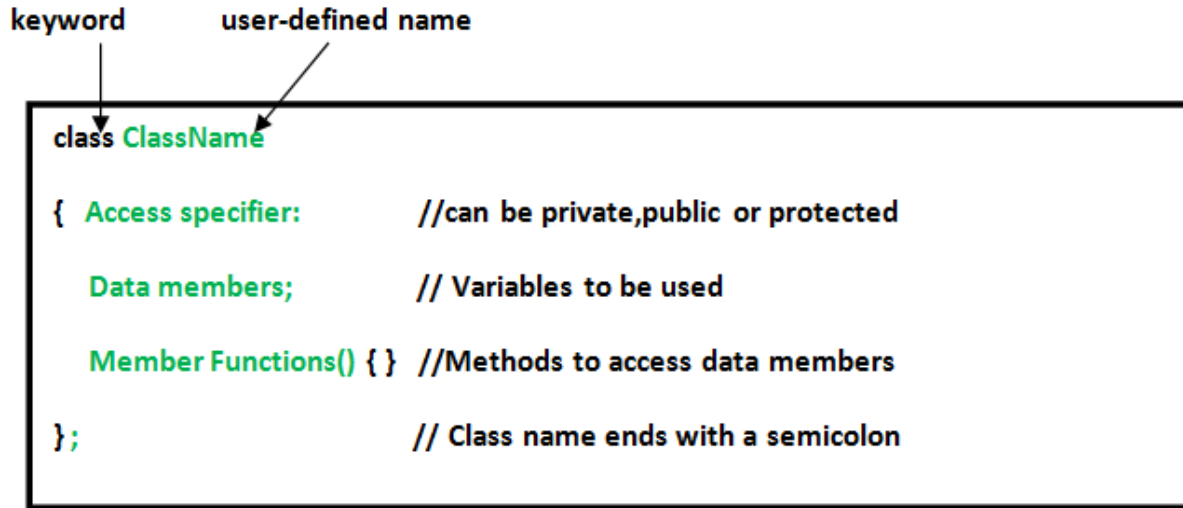 keyword user-defined name
class ClassName
{ Access specifier: //can be private,public or protected
Data members; // Variables to be used
Member Functions() { } //Methods to access data members
} ; // Class name ends with a semicolon